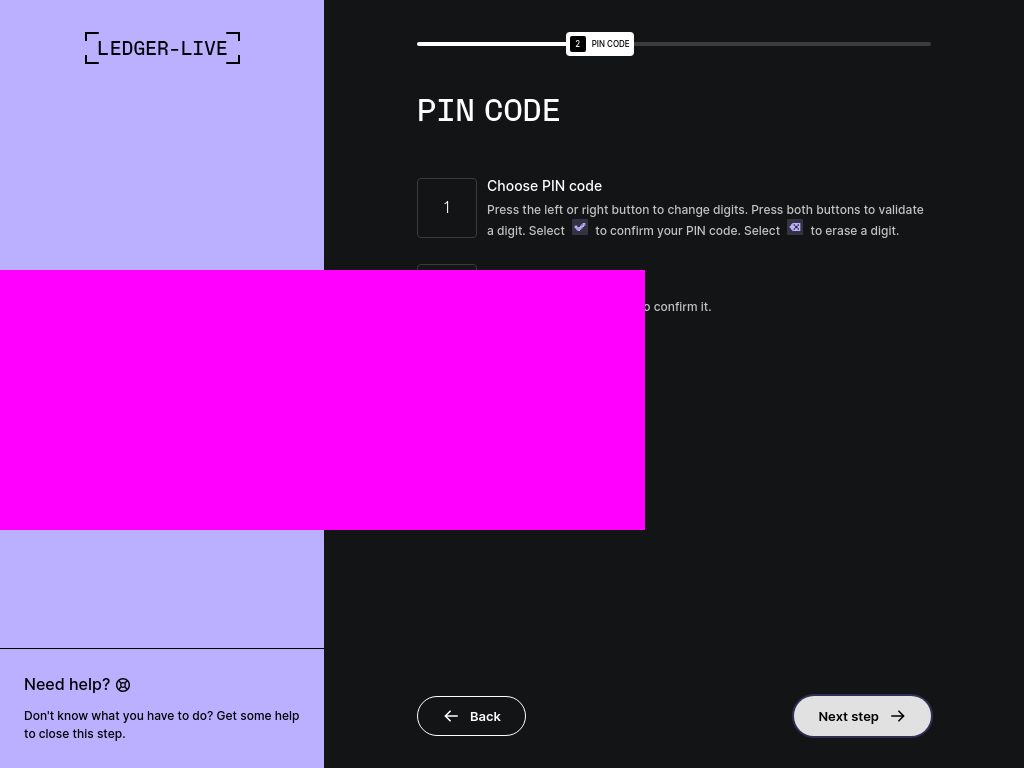 LEDGER-LIVE
2 PIN CODE
PIN CODE
1
Choose PIN code
Press the left or right button to change digits. Press both buttons to validate
a digit. Select to confirm your PIN code. Select to erase a digit.
confirm it.
Need help?
Don't know what you have to do? Get some help
to close this step.
Back
Next step